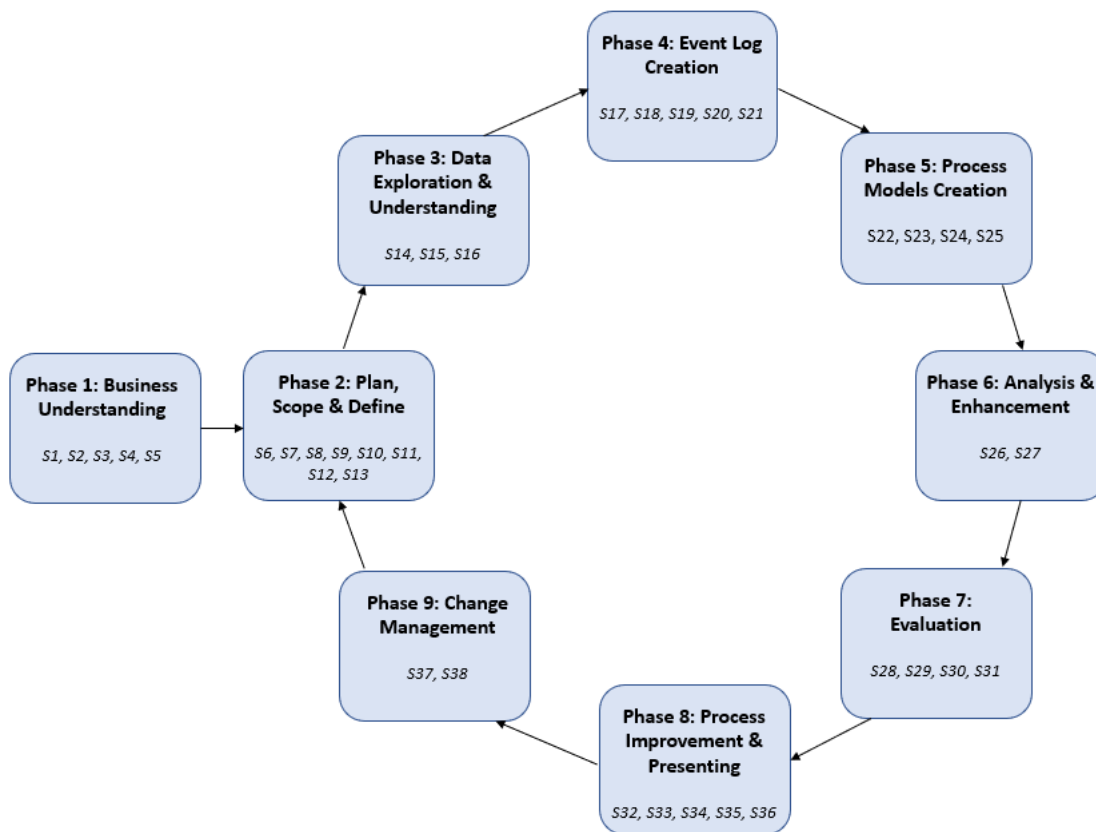 Phase 1: Business
Understanding
S1, S2, S3, S4, S5
Phase 2: Plan,
Scope & Define
S6, S7, S8, S9, S10, S11,
S12, S13
Phase 3: Data
Exploration &
Understanding
S14, S15, S16
Phase 4: Event Log
Creation
S17, S18, S19, S20, S21
Phase 5: Process
Models Creation
S22, S23, S24, S25
Phase 6: Analysis &
Enhancement
S26, S27
Phase 7:
Evaluation
S28, S29, S30, S31
Phase 8: Process
Improvement &
Presenting
S32, S33, S34, S35, S36
Phase 9: Change
Management
S37, S38